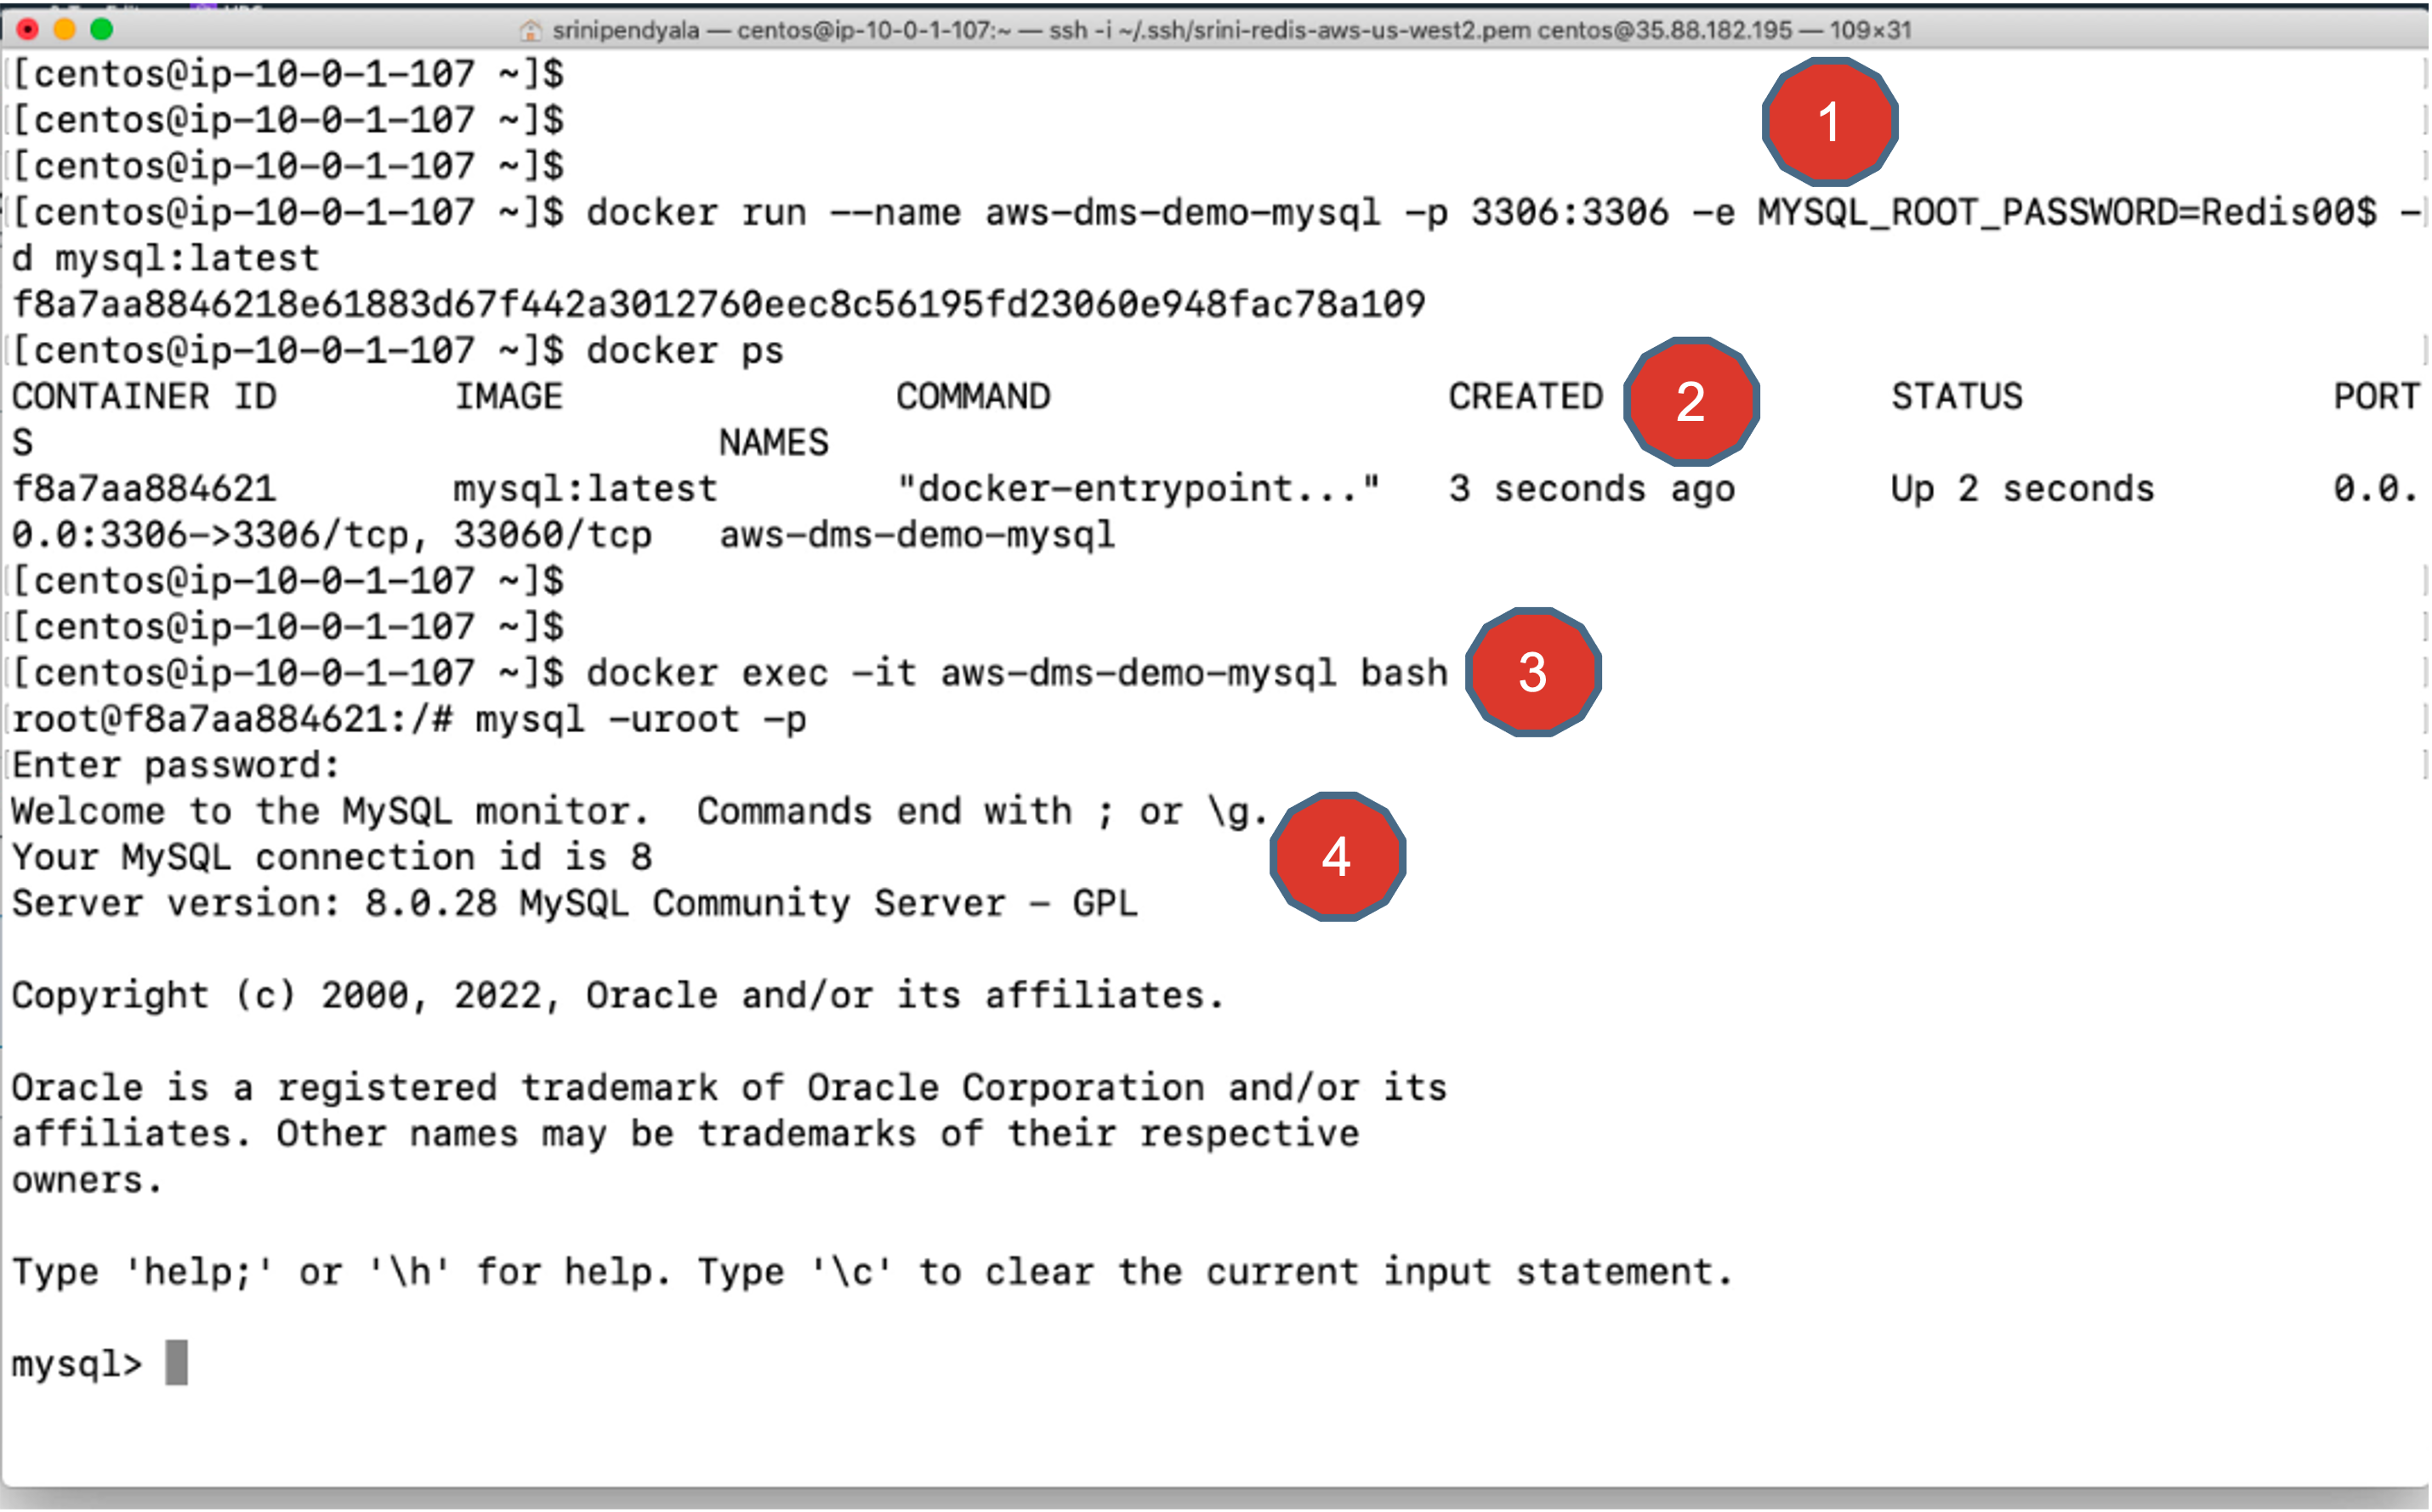 srinipendyala — centos@ip-10-0-1-107:~ — ssh -i ~/.ssh/srini-redis-aws-us-west2.pem centos@35.88.182.195 — 109×31
[centos@ip-10-0-1-107 ~]$
[centos@ip-10-0-1-107 ~]$
1
[centos@ip-10-0-1-107 ~]$
[centos@ip-10-0-1-107 ~]$ docker run --name aws-dms-demo-mysql -p 3306:3306 -e MYSQL_ROOT_PASSWORD=Redis00$ -
d mysql:latest
f8a7aa8846218e61883d67f442a3012760eec8c56195fd23060e948fac78a109
[centos@ip-10-0-1-107 ~]$ docker ps
CONTAINER ID IMAGE COMMAND CREATED 2 STATUS PORT
S NAMES
f8a7aa884621 mysql:latest "docker-entrypoint..." 3 seconds ago Up 2 seconds 0.0.
0.0:3306->3306/tcp, 33060/tcp aws-dms-demo-mysql
[centos@ip-10-0-1-107 ~]$
[centos@ip-10-0-1-107 ~]$
[centos@ip-10-0-1-107 ~]$ docker exec -it aws-dms-demo-mysql bash 3
root@f8a7aa884621:/# mysql -uroot -p
Enter password:
Welcome to the MySQL monitor.  Commands end with ; or \g.
Your MySQL connection id is 8 4
Server version: 8.0.28 MySQL Community Server - GPL
Copyright (c) 2000, 2022, Oracle and/or its affiliates.
Oracle is a registered trademark of Oracle Corporation and/or its
affiliates. Other names may be trademarks of their respective
owners.
Type 'help;' or '\h' for help. Type '\c' to clear the current input statement.
mysql>